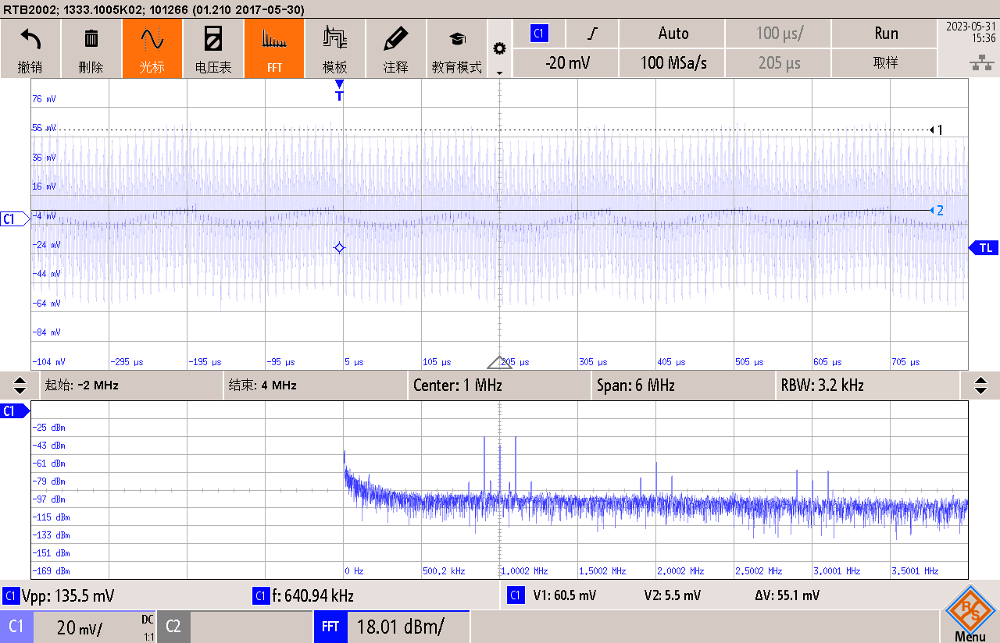 RTB2002; 1333.1005K02; 101266 (01.210 2017-05-30)
撤销 删除 光标 电压表 FFT 模板 注释 教育模式
C1 Auto 100 µs/ Run
-20 mV 100 MSa/s 205 µs 取样
2023-05-31
15:36
T
76 mV
56 mV
1
36 mV
16 mV
2
-4 mV
C1
-24 mV
TL
-44 mV
-64 mV
-84 mV
-104 mV -295 µs -195 µs -95 µs 5 µs 105 µs 205 µs 305 µs 405 µs 505 µs 605 µs 705 µs
起始: -2 MHz 结束: 4 MHz Center: 1 MHz Span: 6 MHz RBW: 3.2 kHz
C1
-25 dBm
-43 dBm
-61 dBm
-79 dBm
-97 dBm
-115 dBm
-133 dBm
-151 dBm
-169 dBm 0 Hz 500.2 kHz 1.0002 MHz 1.5002 MHz 2.0002 MHz 2.5002 MHz 3.0001 MHz 3.5001 MHz
C1 Vpp: 135.5 mV C1 f: 640.94 kHz C1 V1: 60.5 mV V2: 5.5 mV ΔV: 55.1 mV
C1 20 mV/ DC 1:1 C2 FFT 18.01 dBm/
R&S
Menu